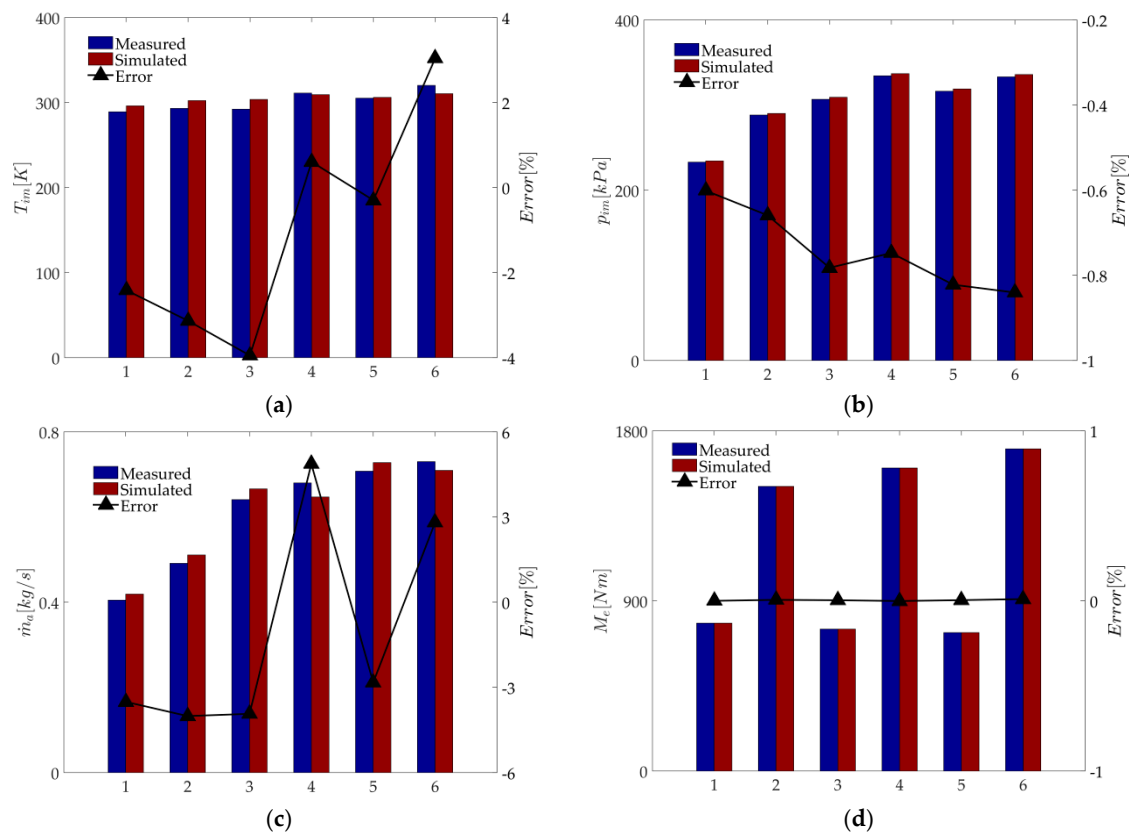 400
300
200
100
0
T_im[K]
Measured
Simulated
Error
4
2
0
-2
-4
Error[%]
1 2 3 4 5 6
(a)
400
200
0
p_im[kPa]
Measured
Simulated
Error
-0.2
-0.4
-0.6
-0.8
-1
Error[%]
1 2 3 4 5 6
(b)
0.8
0.4
0
ṁ_a[kg/s]
Measured
Simulated
Error
6
3
0
-3
-6
Error[%]
1 2 3 4 5 6
(c)
1800
900
0
M_e[Nm]
Measured
Simulated
Error
1
0
-1
Error[%]
1 2 3 4 5 6
(d)